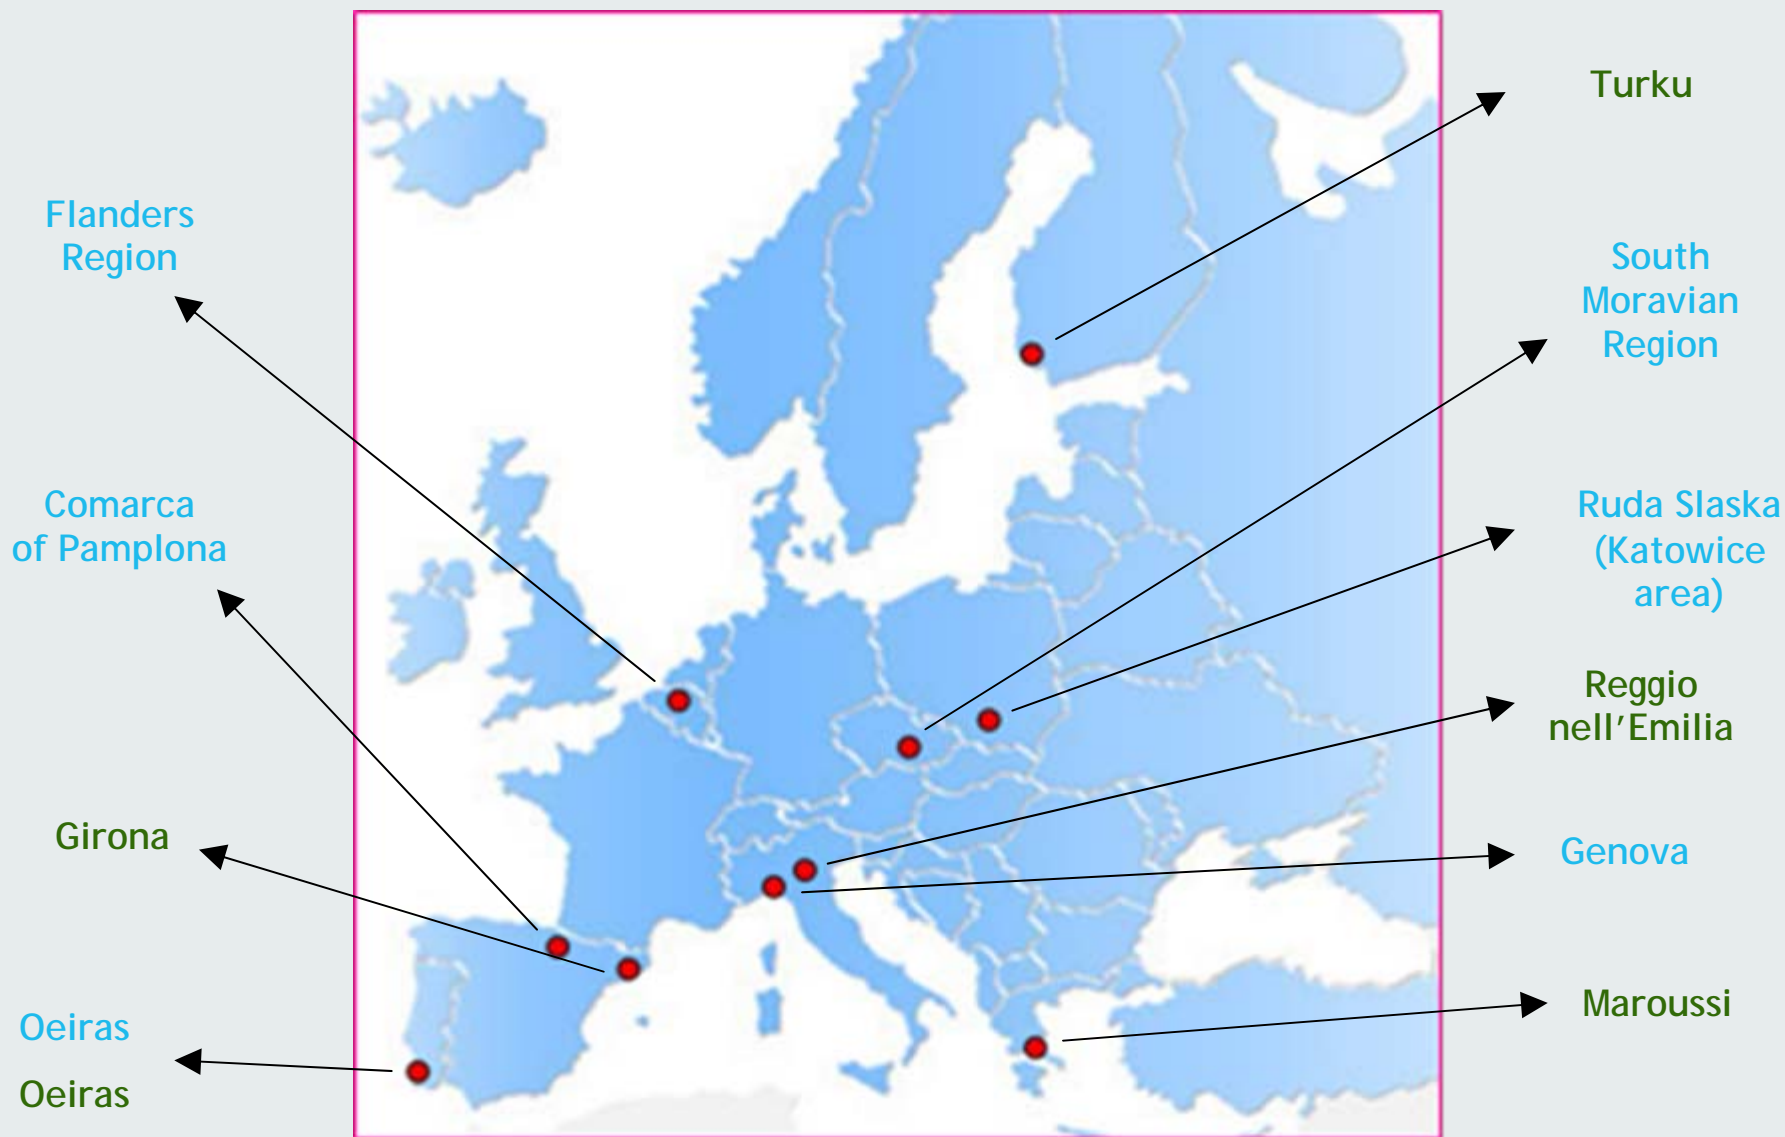 Flanders
Region
Comarca
of Pamplona
Girona
Oeiras
Oeiras
Turku
South
Moravian
Region
Ruda Slaska
(Katowice
area)
Reggio
nell'Emilia
Genova
Maroussi